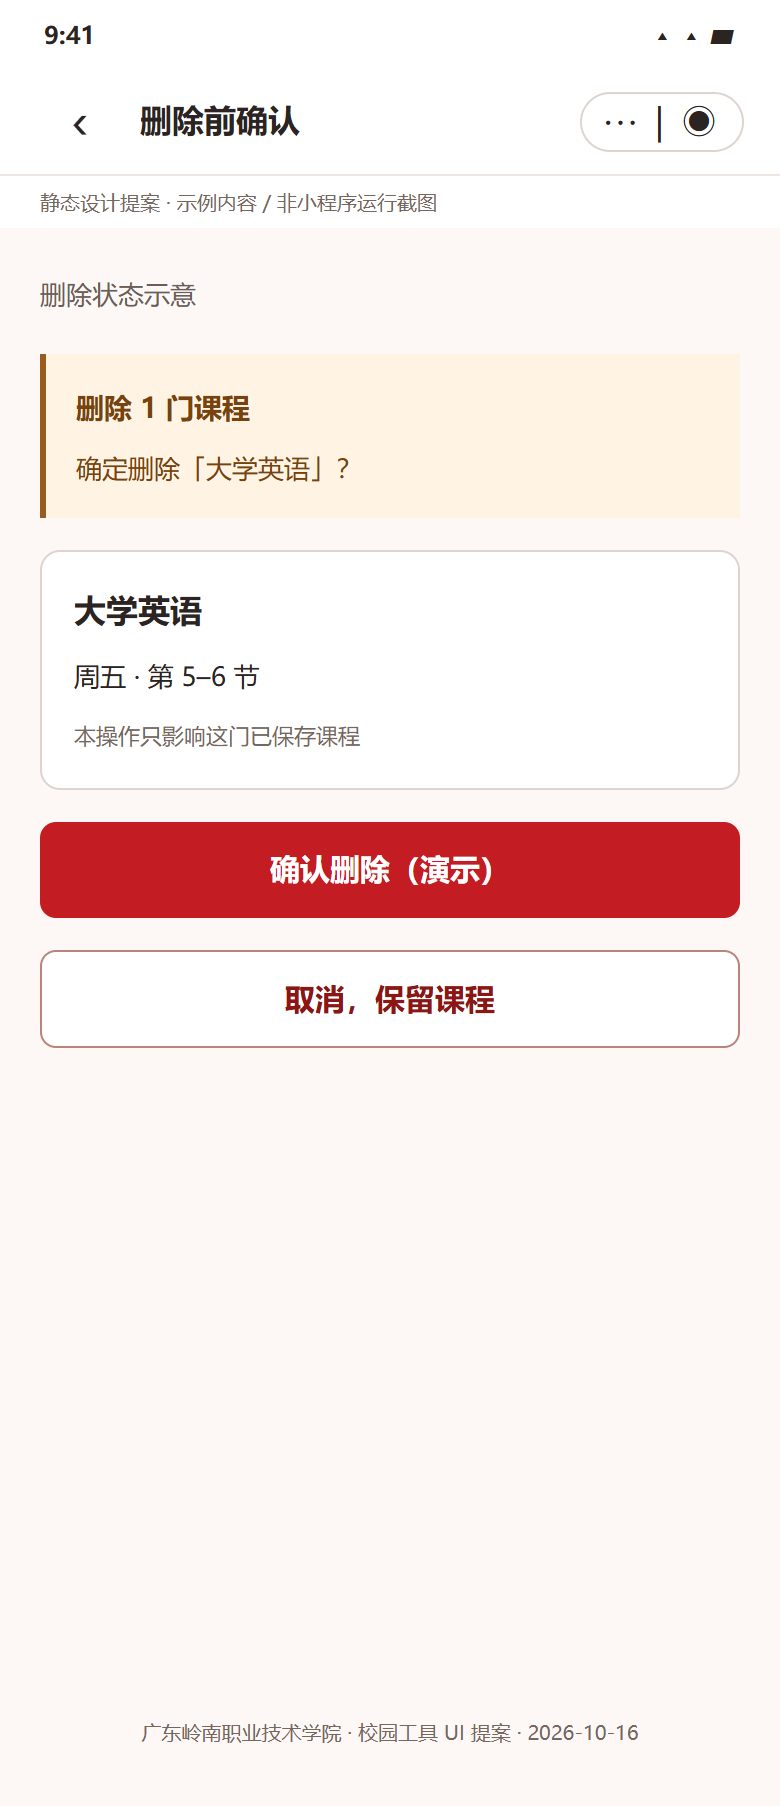 9:41
删除前确认
静态设计提案 · 示例内容 / 非小程序运行截图
删除状态示意
删除 1 门课程
确定删除「大学英语」?
大学英语
周五 · 第 5–6 节
本操作只影响这门已保存课程
确认删除（演示）
取消，保留课程
广东岭南职业技术学院 · 校园工具 UI 提案 · 2026-10-16